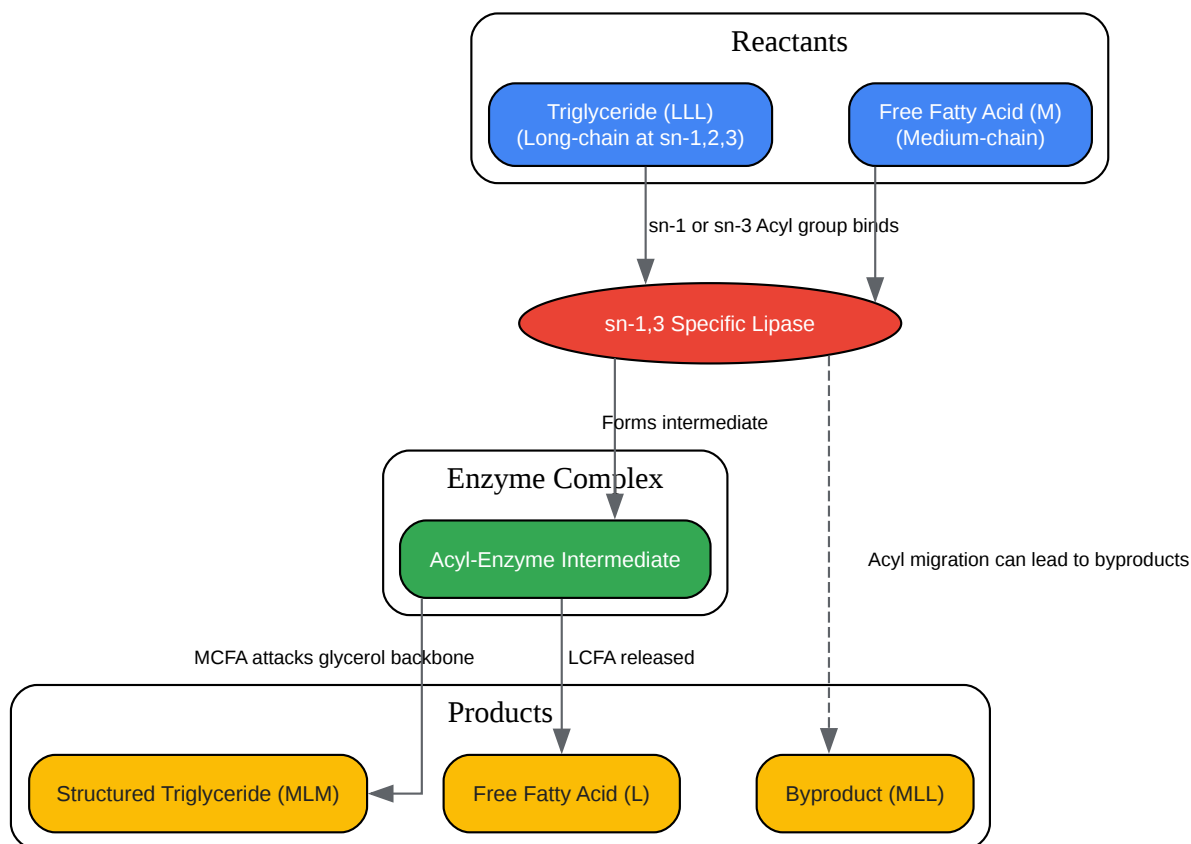 Reactants
Triglyceride (LLL)
(Long-chain at sn-1,2,3)
Free Fatty Acid (M)
(Medium-chain)
sn-1 or sn-3 Acyl group binds
sn-1,3 Specific Lipase
Forms intermediate
Enzyme Complex
Acyl-Enzyme Intermediate
Acyl migration can lead to byproducts
MCFA attacks glycerol backbone
LCFA released
Products
Structured Triglyceride (MLM)
Free Fatty Acid (L)
Byproduct (MLL)